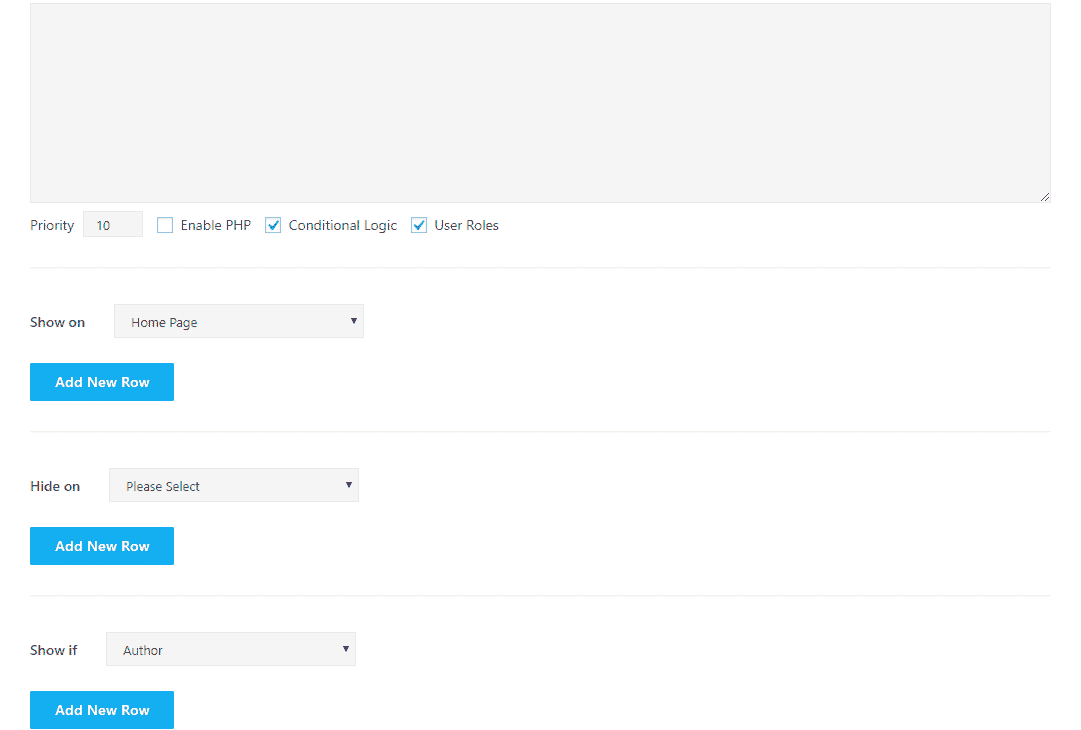 Priority 10 Enable PHP Conditional Logic User Roles
Show on Home Page
Add New Row
Hide on Please Select
Add New Row
Show if Author
Add New Row